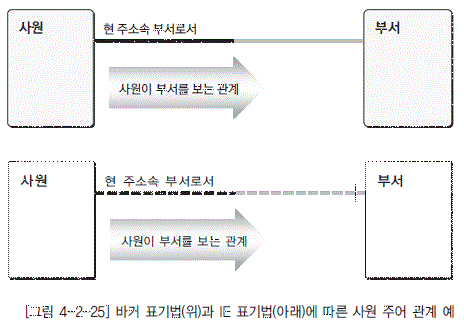 사원
현 주소속 부서로서
부서
사원이 부서를 보는 관계
사원
현 주소속 부서로서
부서
사원이 부서를 보는 관계
[그림 4-2-25] 바커 표기법(위)과 IE 표기법(아래)에 따른 사원 주어 관계 예